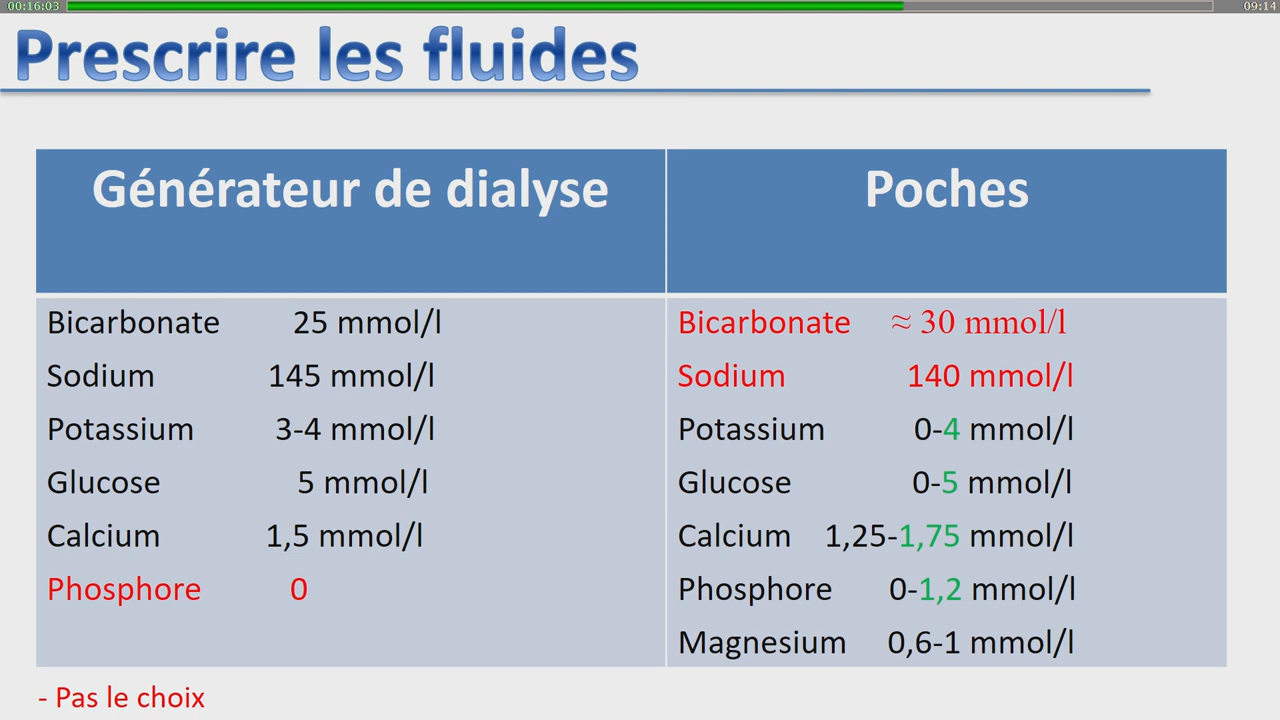 00:16:03 09:14
Prescrire les fluides
Générateur de dialyse
Poches
Bicarbonate 25 mmol/l
Sodium 145 mmol/l
Potassium 3-4 mmol/l
Glucose 5 mmol/l
Calcium 1,5 mmol/l
Phosphore 0
Bicarbonate ≈ 30 mmol/l
Sodium 140 mmol/l
Potassium 0-4 mmol/l
Glucose 0-5 mmol/l
Calcium 1,25-1,75 mmol/l
Phosphore 0-1,2 mmol/l
Magnesium 0,6-1 mmol/l
- Pas le choix